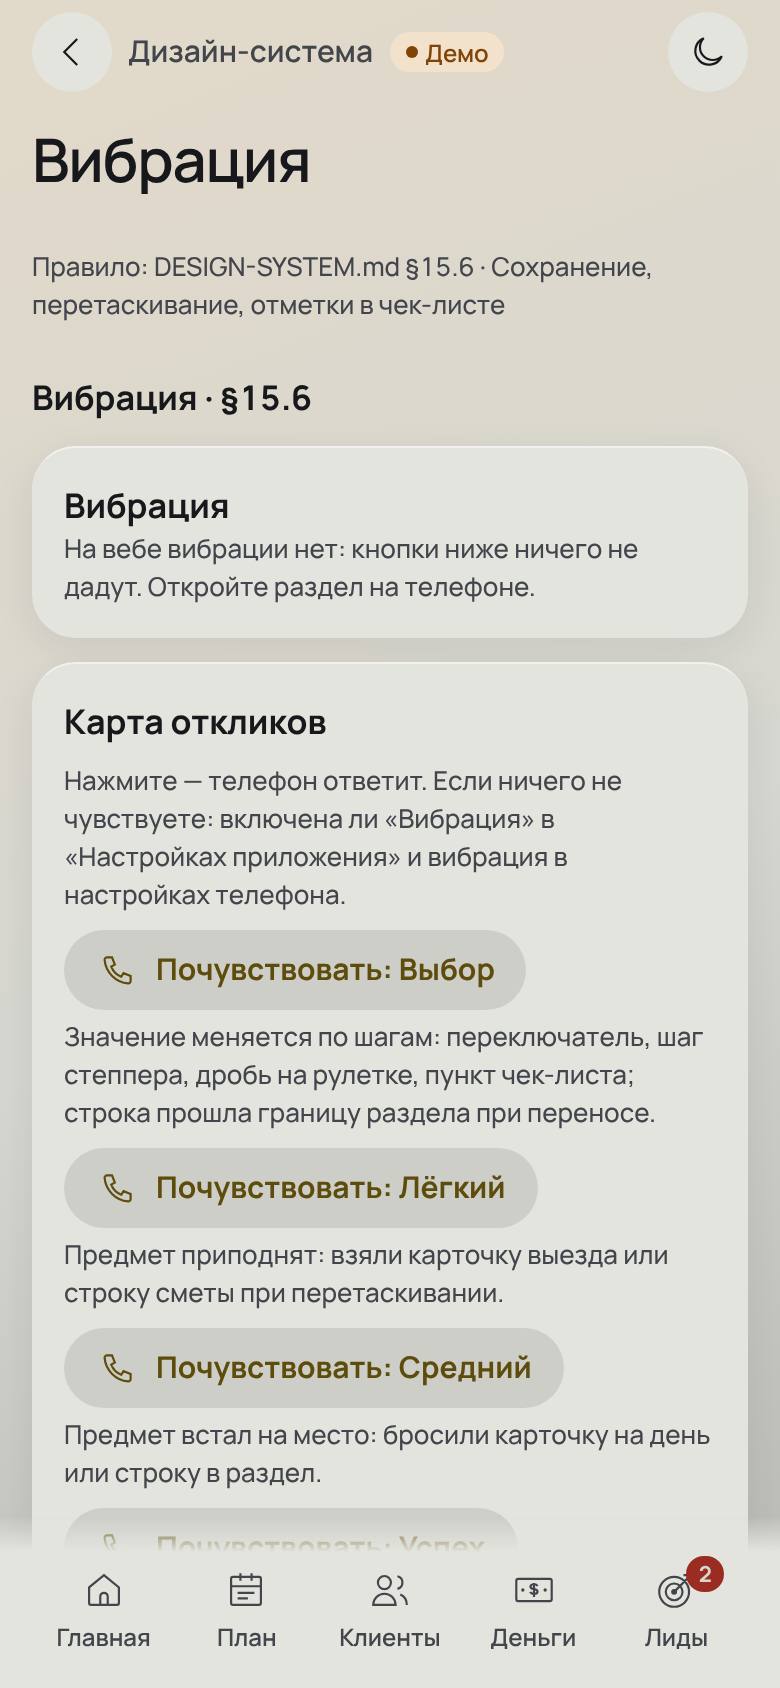 Дизайн-система
Демо
Вибрация
Правило: DESIGN-SYSTEM.md §15.6 · Сохранение,
перетаскивание, отметки в чек-листе
Вибрация · §15.6
Вибрация
На вебе вибрации нет: кнопки ниже ничего не
дадут. Откройте раздел на телефоне.
Карта откликов
Нажмите — телефон ответит. Если ничего не
чувствуете: включена ли «Вибрация» в
«Настройках приложения» и вибрация в
настройках телефона.
Почувствовать: Выбор
Значение меняется по шагам: переключатель, шаг
степпера, дробь на рулетке, пункт чек-листа;
строка прошла границу раздела при переносе.
Почувствовать: Лёгкий
Предмет приподнят: взяли карточку выезда или
строку сметы при перетаскивании.
Почувствовать: Средний
Предмет встал на место: бросили карточку на день
или строку в раздел.
Почувствовать: Успех
2
Главная
План
Клиенты
Деньги
Лиды